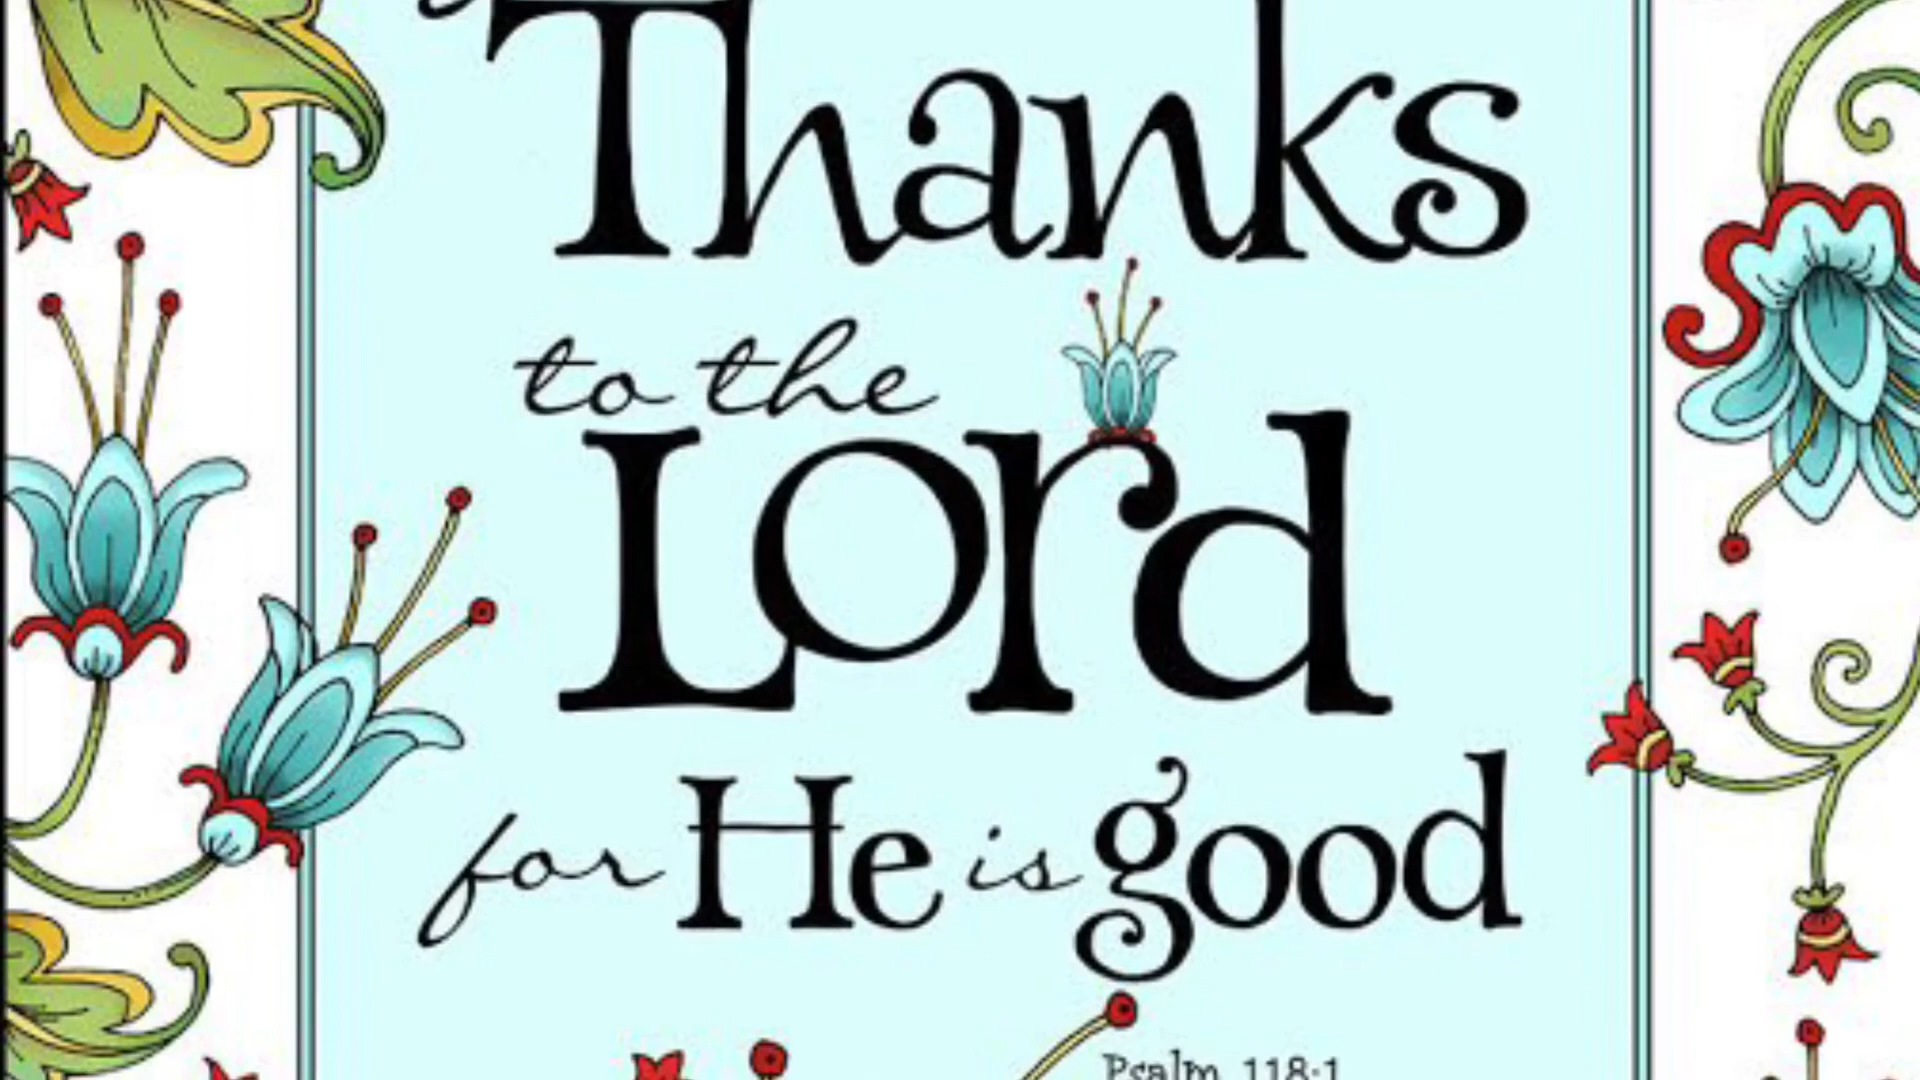 Thanks
to the
Lord
for He is good
Psalm 118:1